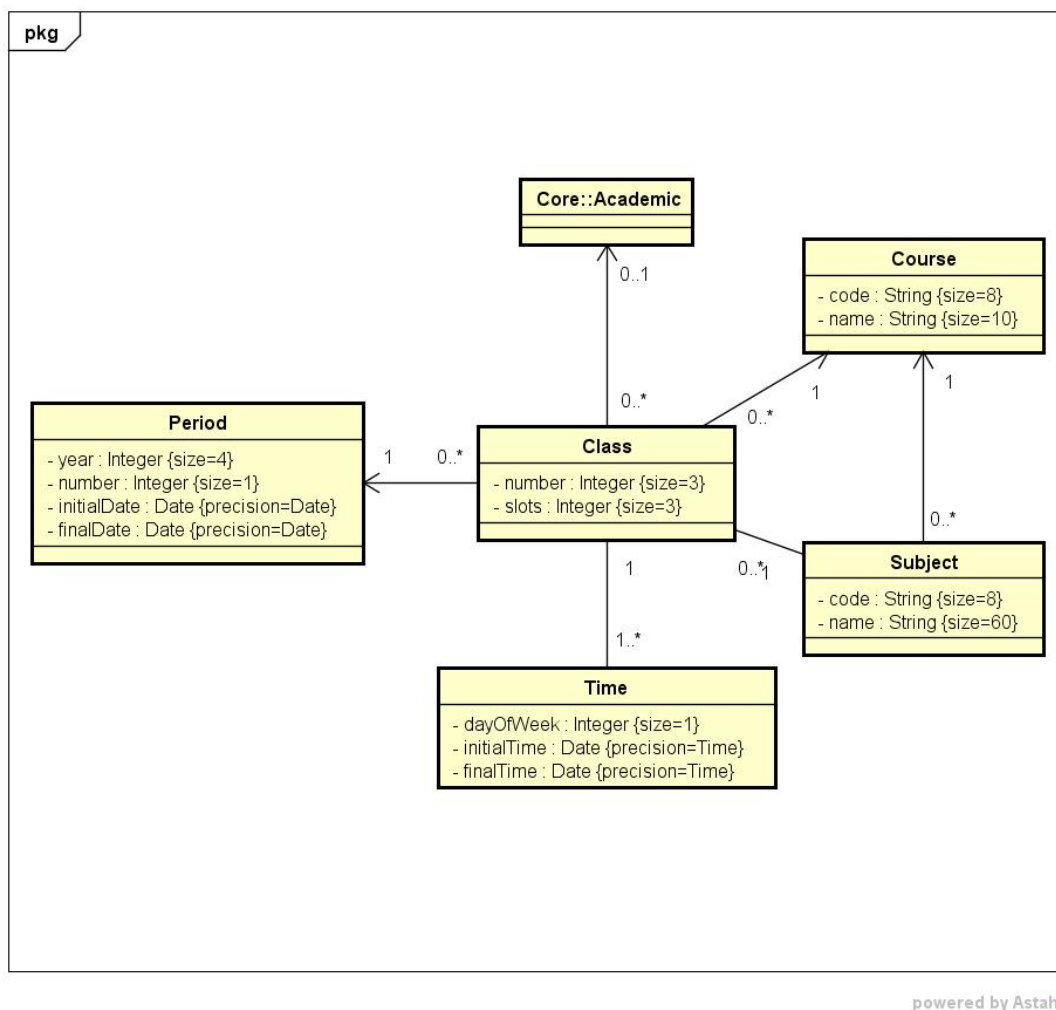 pkg
Core::Academic
0..1
Course
- code : String {size=8}
- name : String {size=10}
1
1
0..*
0..*
Period
- year : Integer {size=4}
- number : Integer {size=1}
- initialDate : Date {precision=Date}
- finalDate : Date {precision=Date}
1
0..*
Class
- number : Integer {size=3}
- slots : Integer {size=3}
0..*
Subject
- code : String {size=8}
- name : String {size=60}
1
0..*
1
1..*
Time
- dayOfWeek : Integer {size=1}
- initialTime : Date {precision=Time}
- finalTime : Date {precision=Time}
powered by Astah